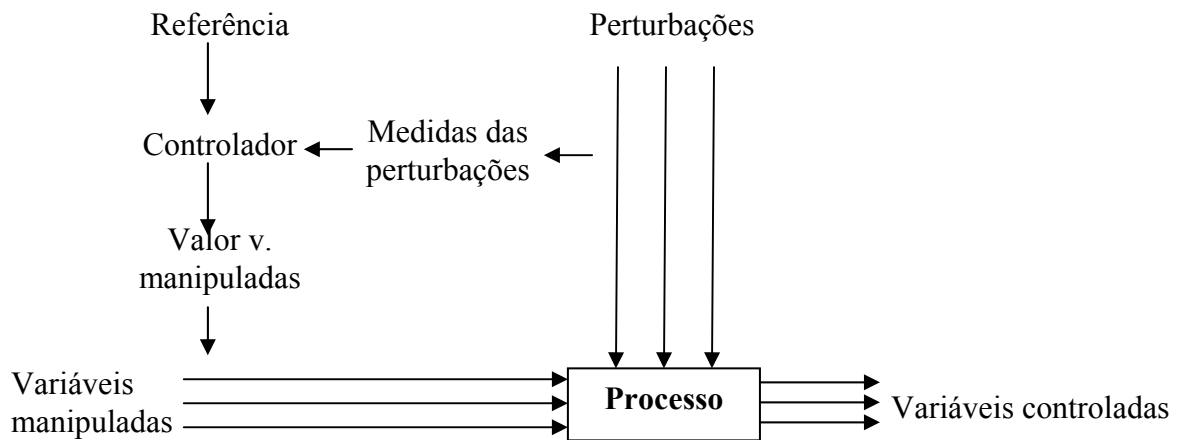 Referência
Perturbações
Controlador
Medidas das
perturbações
Valor v.
manipuladas
Variáveis
manipuladas
Processo
Variáveis controladas